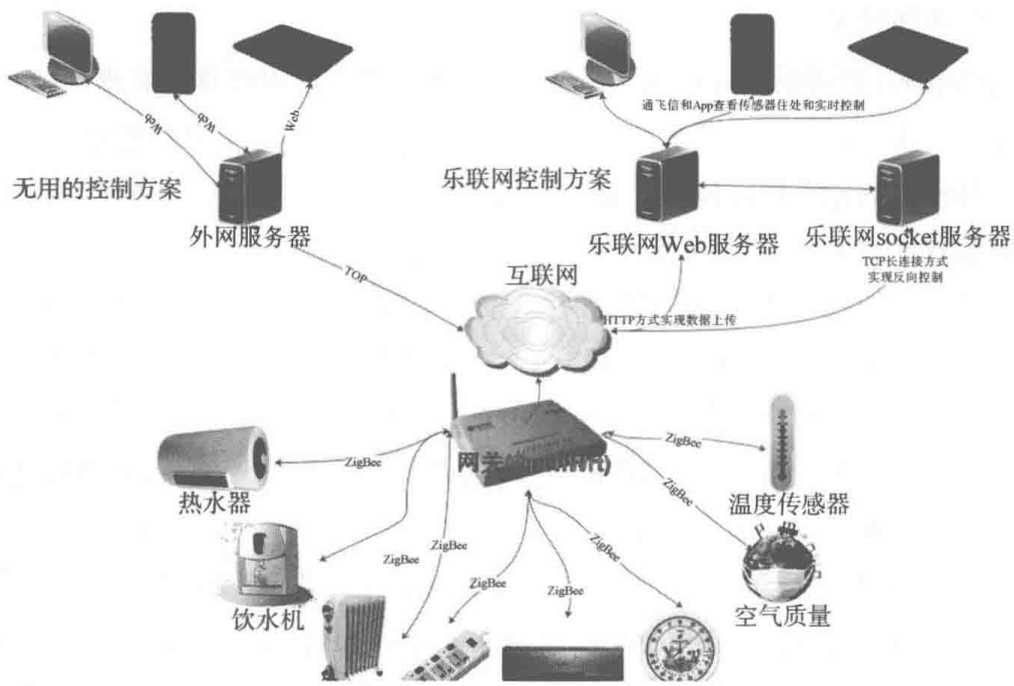 Web
Web
Web
通飞信和App查看传感器住处和实时控制
无用的控制方案
乐联网控制方案
外网服务器
乐联网Web服务器
乐联网socket服务器
TCP长连接方式
实现反向控制
TOP
互联网
HTTP方式实现数据上传
ZigBee
ZigBee
网关
热水器
温度传感器
ZigBee
ZigBee
ZigBee
ZigBee
ZigBee
ZigBee
饮水机
空气质量